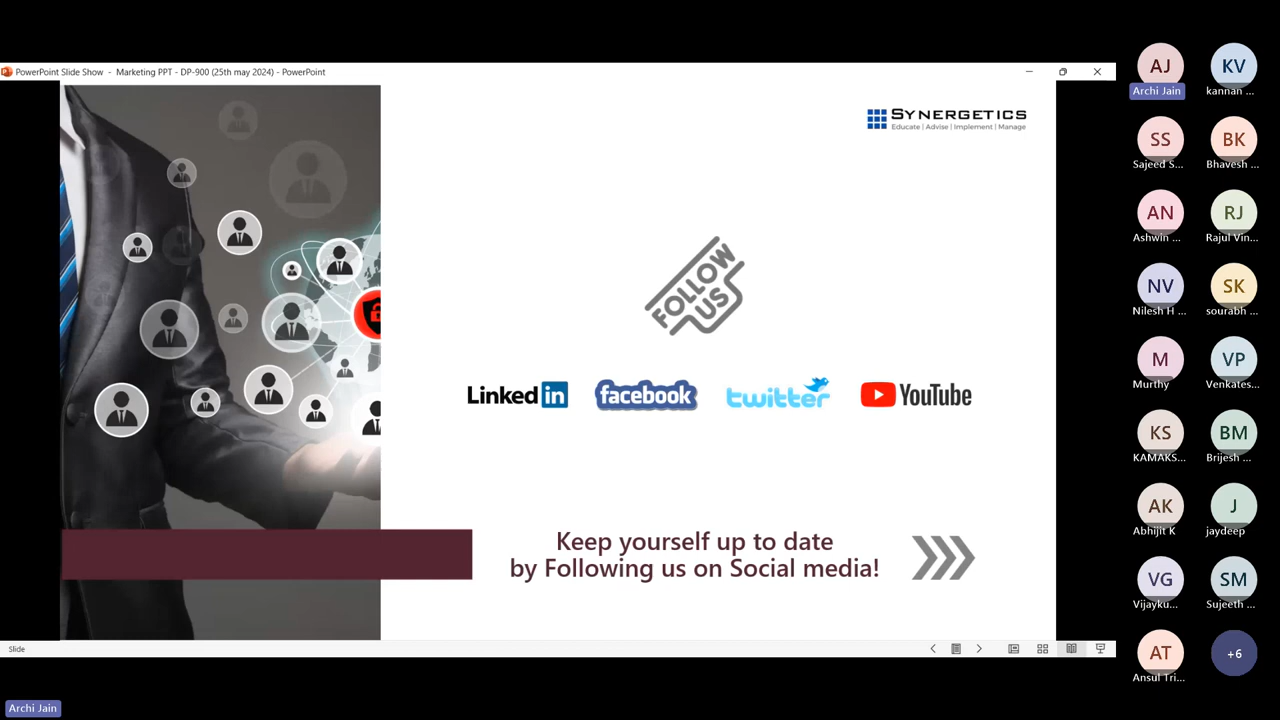 PowerPoint Slide Show - Marketing PPT - DP-900 (25th may 2024) - PowerPoint
SYNERGETICS
Educate | Advise | Implement | Manage
FOLLOW
US
Linkedin
facebook
twitter
YouTube
Keep yourself up to date
by Following us on Social media!
Slide
Archi Jain
AJ
Archi Jain
KV
kannan ...
SS
Sajeed S...
BK
Bhavesh ...
AN
Ashwin ...
RJ
Rajul Vin...
NV
Nilesh H ...
SK
sourabh ...
M
Murthy
VP
Venkates...
KS
KAMAKS...
BM
Brijesh ...
AK
Abhijit K
J
jaydeep
VG
Vijayku...
SM
Sujeeth ...
AT
Ansul Tri...
+6